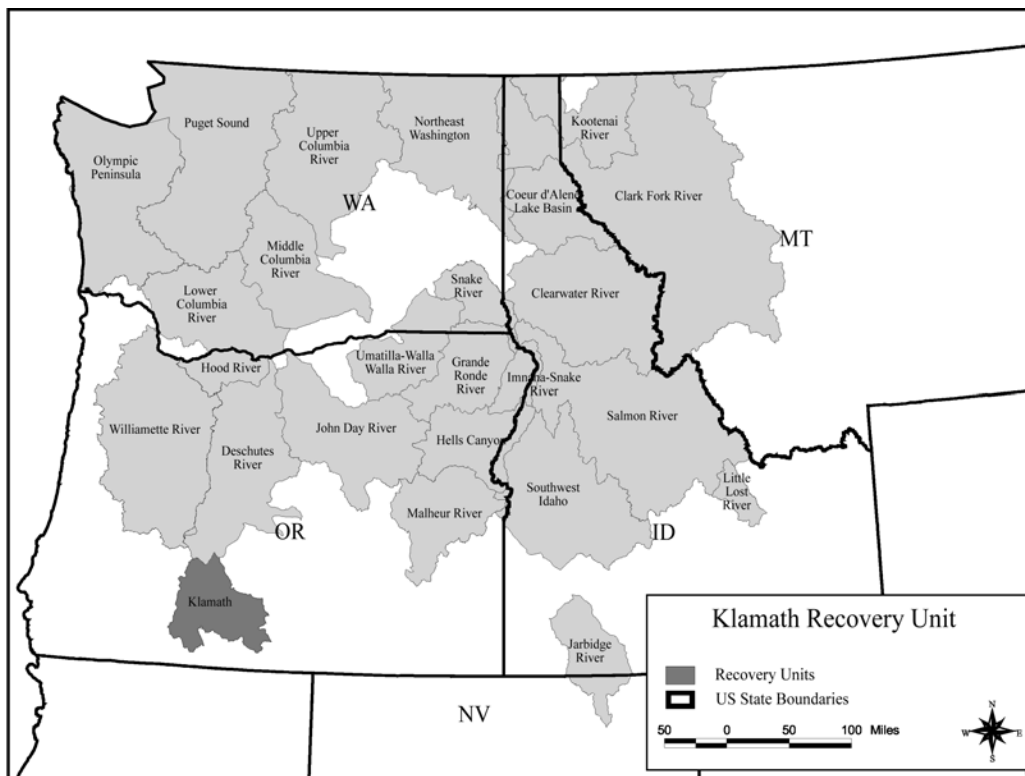 Puget Sound
Upper
Columbia
River
Northeast
Washington
Kootenai
River
Olympic
Peninsula
WA
Coeur d'Alene
Lake Basin
Clark Fork River
MT
Middle
Columbia
River
Snake
River
Clearwater River
Lower
Columbia
River
Hood River
Umatilla-Walla
Walla River
Grande
Ronde
River
Imnaha-Snake
River
Williamette River
Deschutes
River
John Day River
Hells Canyon
Salmon River
Southwest
Idaho
Little
Lost
River
Malheur River
OR
ID
Klamath
Jarbidge
River
NV
Klamath Recovery Unit
Recovery Units
US State Boundaries
50 0 50 100 Miles
N
W E
S